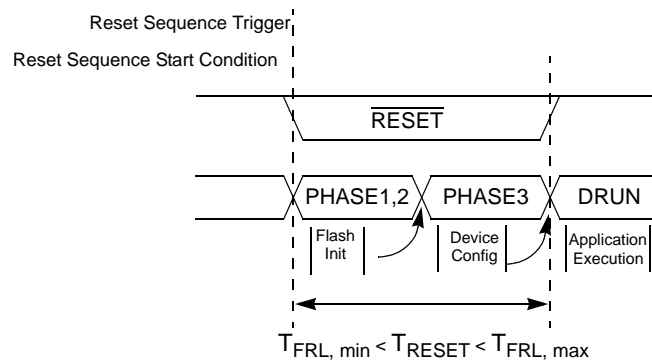 Reset Sequence Trigger
Reset Sequence Start Condition
RESET
PHASE1,2 PHASE3 DRUN
Flash Init
Device Config
Application Execution
TFRL, min < TRESET < TFRL, max